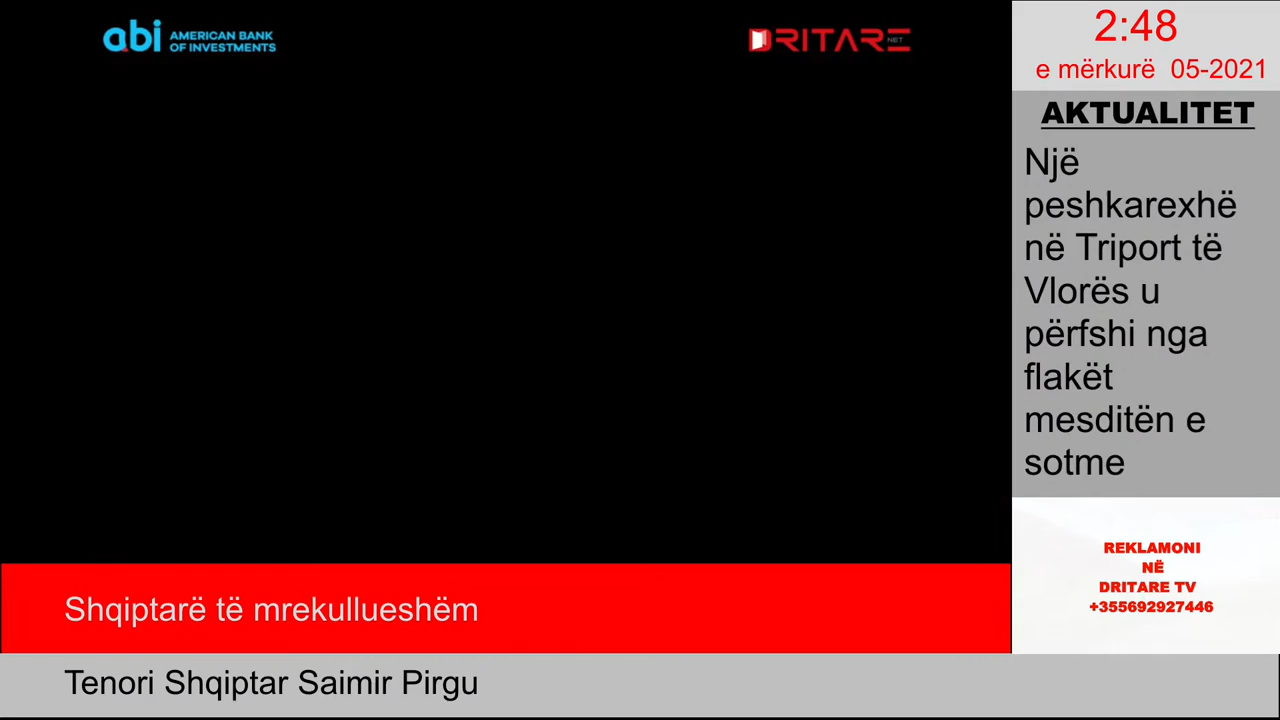 abi AMERICAN BANK
OF INVESTMENTS
DRITARE NET
2:48
e mërkurë 05-2021
AKTUALITET
Një
peshkarexhë
në Triport të
Vlorës u
përfshi nga
flakët
mesditën e
sotme
REKLAMONI
NË
DRITARE TV
+355692927446
Shqiptarë të mrekullueshëm
Tenori Shqiptar Saimir Pirgu